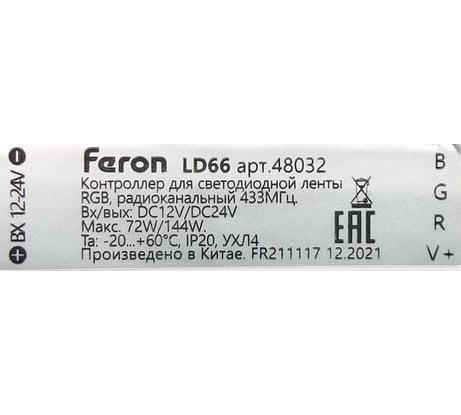 Feron LD66 арт.48032
Контроллер для светодиодной ленты
RGB, радиоканальный 433МГц.
Вх/вых: DC12V/DC24V
Макс. 72W/144W.
Та: -20...+60°С, IP20, УХЛ4
Произведено в Китае. FR211117 12.2021
⊕ ВХ 12-24V ⊖
EAC
B
G
R
V+